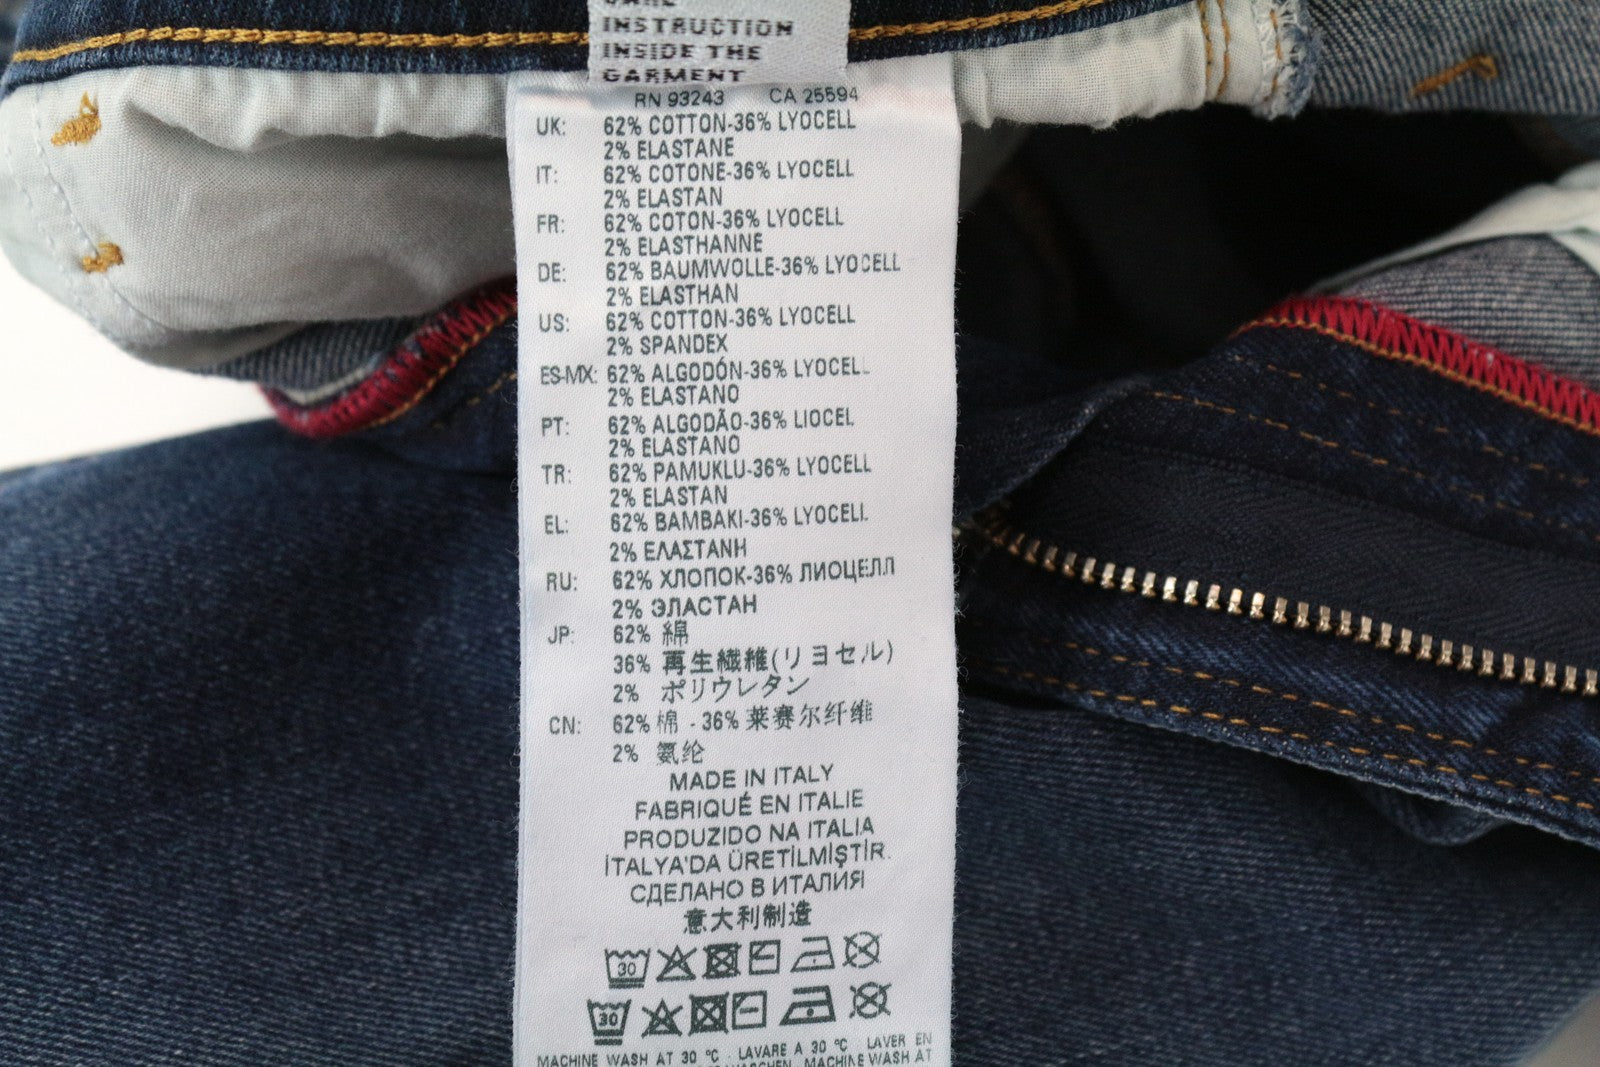 CARE
INSTRUCTION
INSIDE THE
GARMENT
RN 93243 CA 25594
UK: 62% COTTON-36% LYOCELL
2% ELASTANE
IT: 62% COTONE-36% LYOCELL
2% ELASTAN
FR: 62% COTON-36% LYOCELL
2% ELASTHANNE
DE: 62% BAUMWOLLE-36% LYOCELL
2% ELASTHAN
US: 62% COTTON-36% LYOCELL
2% SPANDEX
ES-MX: 62% ALGODÓN-36% LYOCELL
2% ELASTANO
PT: 62% ALGODÃO-36% LIOCEL
2% ELASTANO
TR: 62% PAMUKLU-36% LYOCELL
2% ELASTAN
EL: 62% BAMBAKI-36% LYOCELL
2% ΕΛΑΣΤΑΝΗ
RU: 62% ХЛОПОК-36% ЛИОЦЕЛЛ
2% ЭЛАСТАН
JP: 62% 綿
36% 再生繊維(リヨセル)
2% ポリウレタン
CN: 62% 棉 - 36% 莱赛尔纤维
2% 氨纶
MADE IN ITALY
FABRIQUÉ EN ITALIE
PRODUZIDO NA ITALIA
İTALYA'DA ÜRETİLMİŞTİR.
СДЕЛАНО В ИТАЛИЯ
意大利制造
30
30
MACHINE WASH AT 30 °C · LAVARE A 30 °C · LAVER EN
MACHINE WASH AT